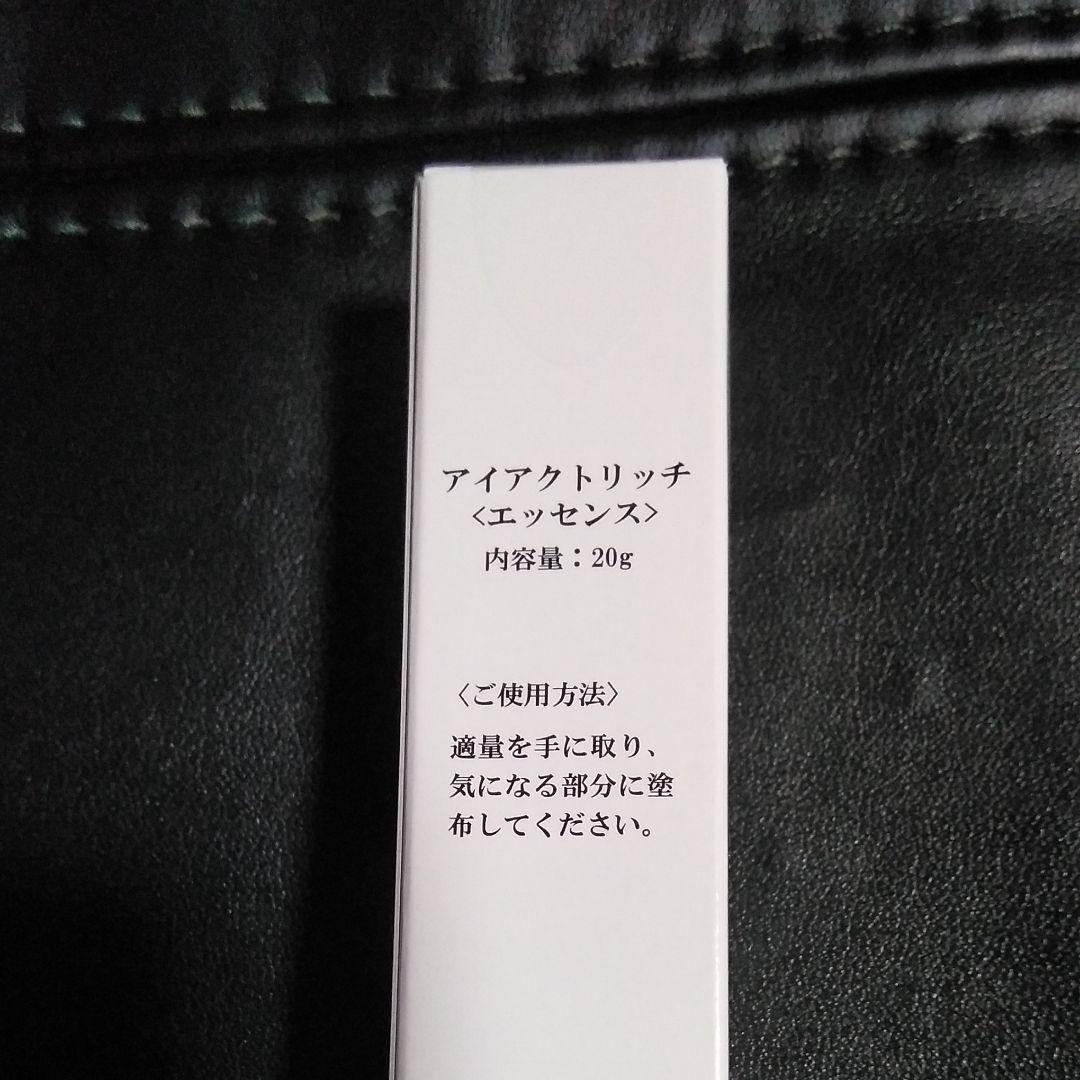 アイアクトリッチ
<エッセンス>
内容量：20g
〈ご使用方法〉
適量を手に取り、
気になる部分に塗
布してください。